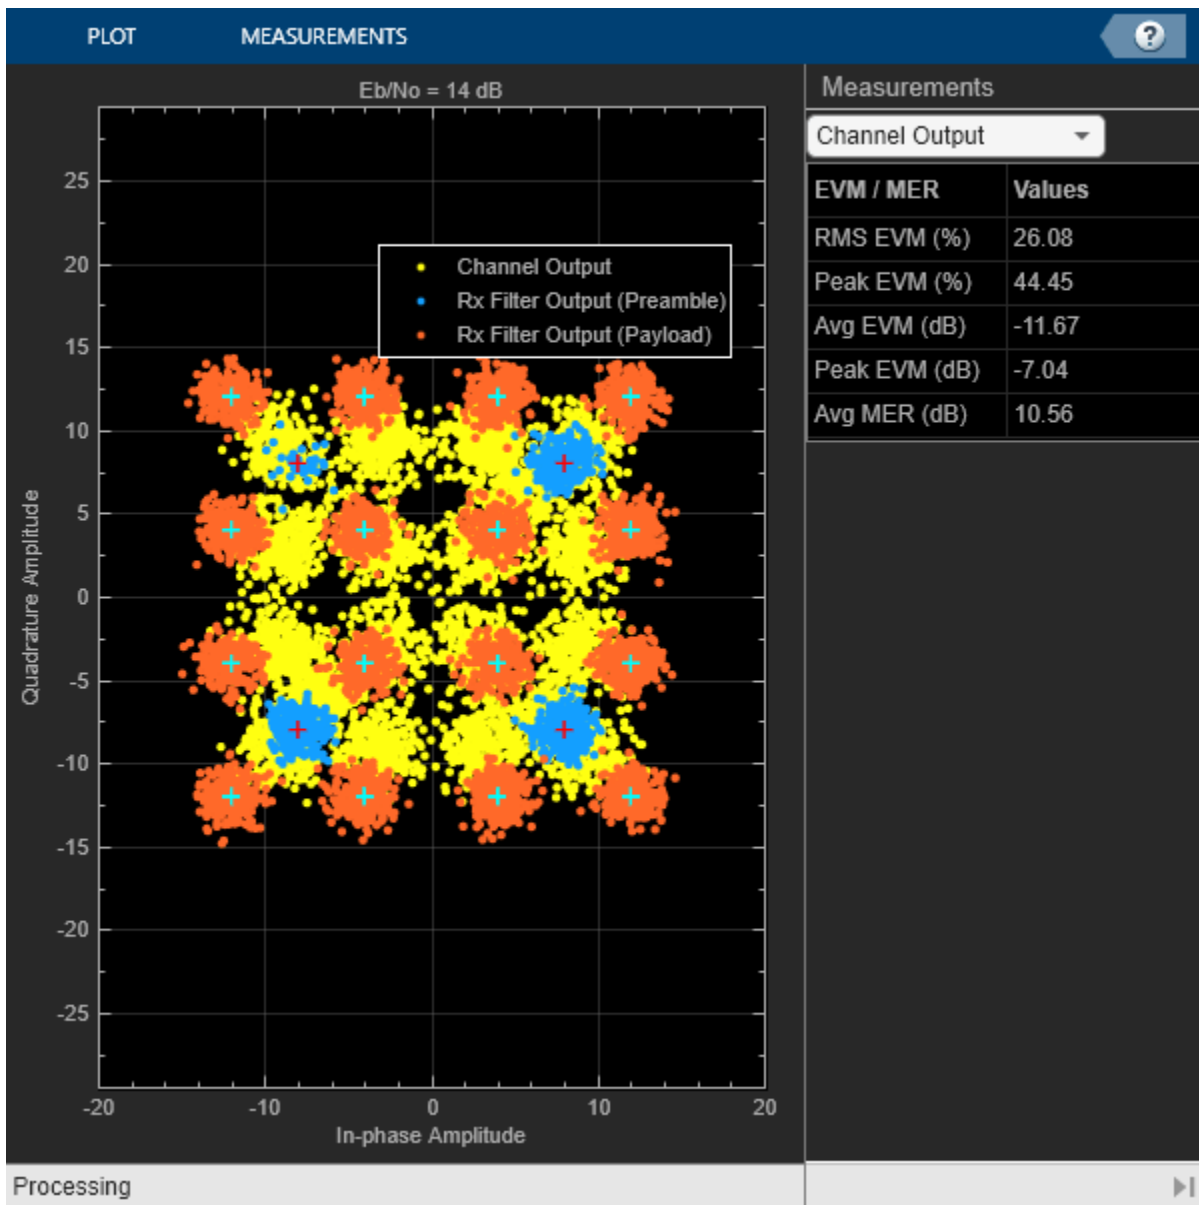 PLOT MEASUREMENTS ?
Eb/No = 14 dB
25
20
15
10
5
0
-5
-10
-15
-20
-25
Quadrature Amplitude
Channel Output
Rx Filter Output (Preamble)
Rx Filter Output (Payload)
-20 -10 0 10 20
In-phase Amplitude
Measurements
Channel Output
EVM / MER Values
RMS EVM (%) 26.08
Peak EVM (%) 44.45
Avg EVM (dB) -11.67
Peak EVM (dB) -7.04
Avg MER (dB) 10.56
Processing